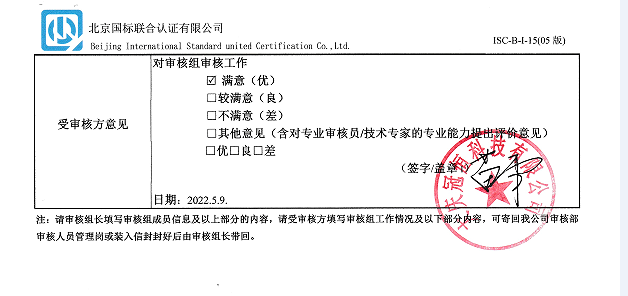 北京国标联合认证有限公司
Beijing International Standard united Certification Co.,Ltd.
ISC-B-I-15(05 版)
受审核方意见
对审核组审核工作
☑ 满意（优）
□较满意（良）
□不满意（差）
□其他意见（含对专业审核员/技术专家的专业能力提出评价意见）
□优□良□差
（签字/盖章）
冠 科技有限公司
日期：2022.5.9.
注：请审核组长填写审核组成员信息及以上部分的内容，请受审核方填写审核组工作情况及以下部分内容，可寄回我公司审核部
审核人员管理岗或装入信封封好后由审核组长带回。